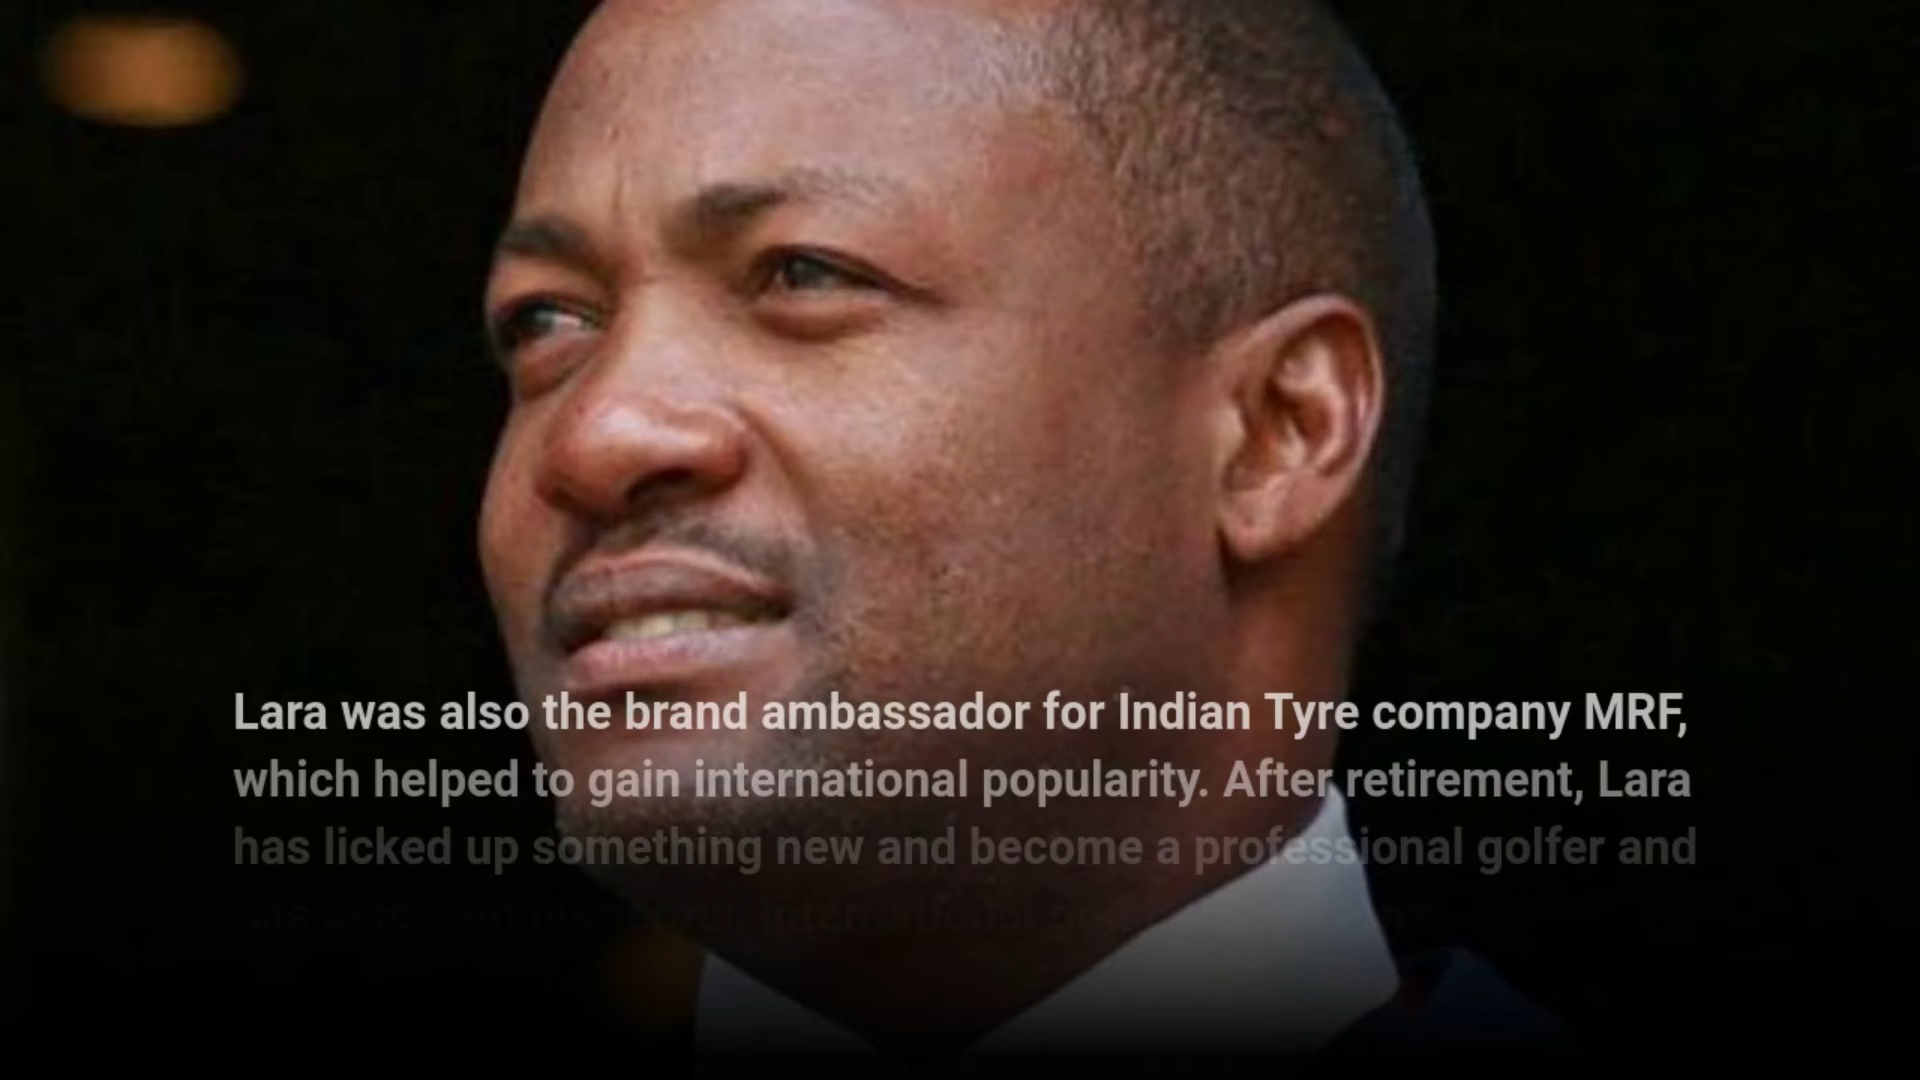 Lara was also the brand ambassador for Indian Tyre company MRF,
which helped to gain international popularity. After retirement, Lara
has licked up something new and become a professional golfer and